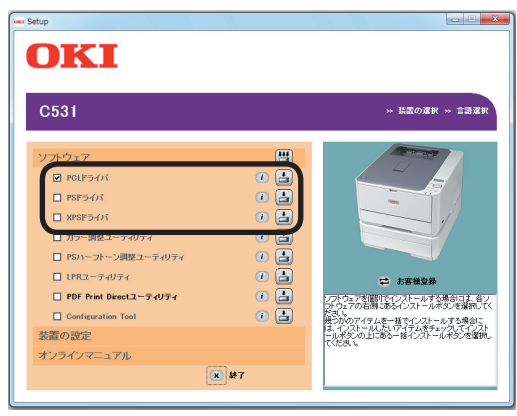 OKI Setup
OKI
C531
>> 装置の選択 >> 言語選択
ソフトウェア
PCLドライバ
PSドライバ
XPSドライバ
カラー調整ユーティリティ
PSハーフトーン調整ユーティリティ
LPRユーティリティ
PDF Print Directユーティリティ
Configuration Tool
装置の設定
オンラインマニュアル
終了
お客様登録
ソフトウェアを個別でインストールする場合には、各ソ
フトウェアの右側にあるインストールボタンを選択してく
ださい。
幾つかのアイテムを一括でインストールする場合に
は、インストールしたいアイテムをチェックしてインスト
ールボタンの上にある一括インストールボタンを選択し
てください。